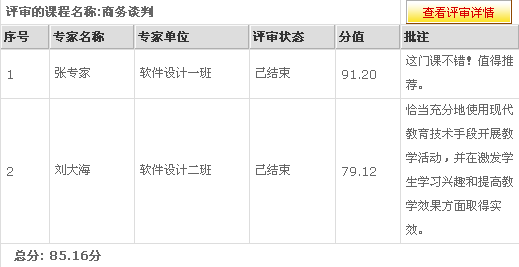 评审的课程名称:商务谈判
查看评审详情
序号 专家名称 专家单位 评审状态 分值 批注
1 张专家 软件设计一班 己结束 91.20 这门课不错！值得推荐。
2 刘大海 软件设计二班 己结束 79.12 恰当充分地使用现代教育技术手段开展教学活动，并在激发学生学习兴趣和提高教学效果方面取得实效。
总分: 85.16分